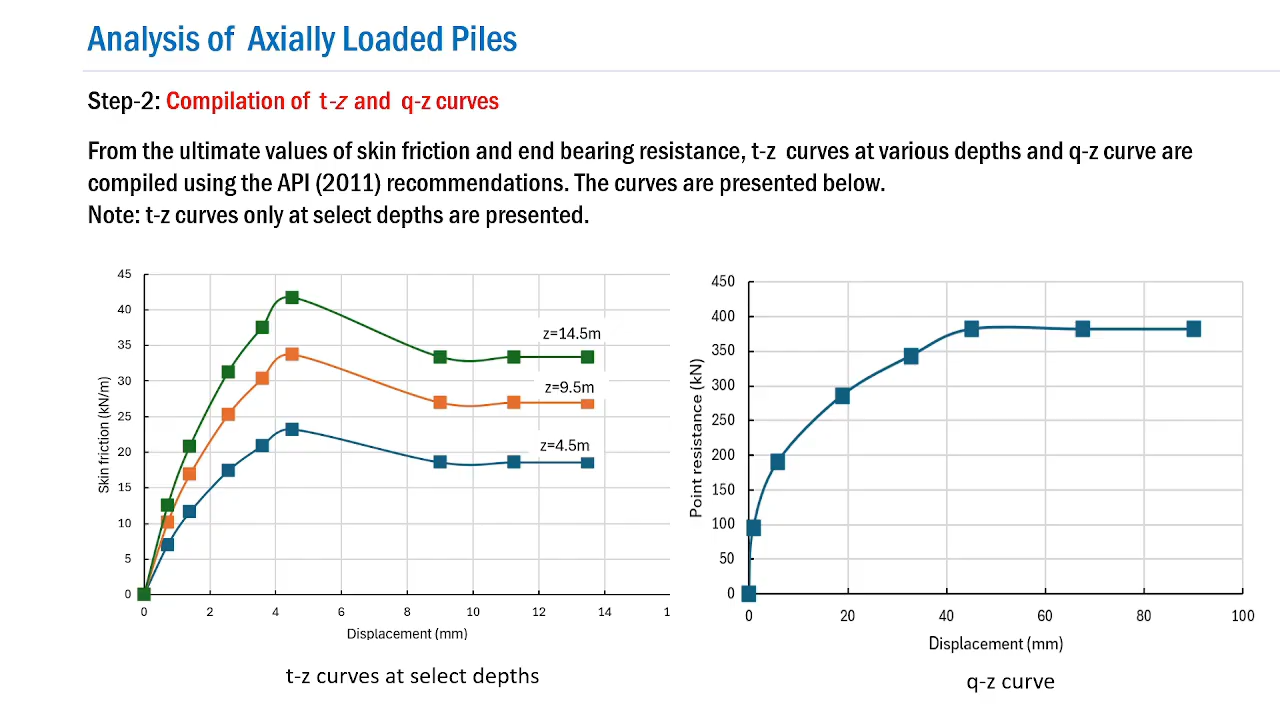 Analysis of Axially Loaded Piles
Step-2: Compilation of t-z and q-z curves
From the ultimate values of skin friction and end bearing resistance, t-z curves at various depths and q-z curve are
compiled using the API (2011) recommendations. The curves are presented below.
Note: t-z curves only at select depths are presented.
45
40
35
30
25
20
15
10
5
0
Skin friction (kN/m)
z=14.5m
z=9.5m
z=4.5m
0 2 4 6 8 10 12 14 1
Displacement (mm)
t-z curves at select depths
450
400
350
300
250
200
150
100
50
0
Point resistance (kN)
0 20 40 60 80 100
Displacement (mm)
q-z curve